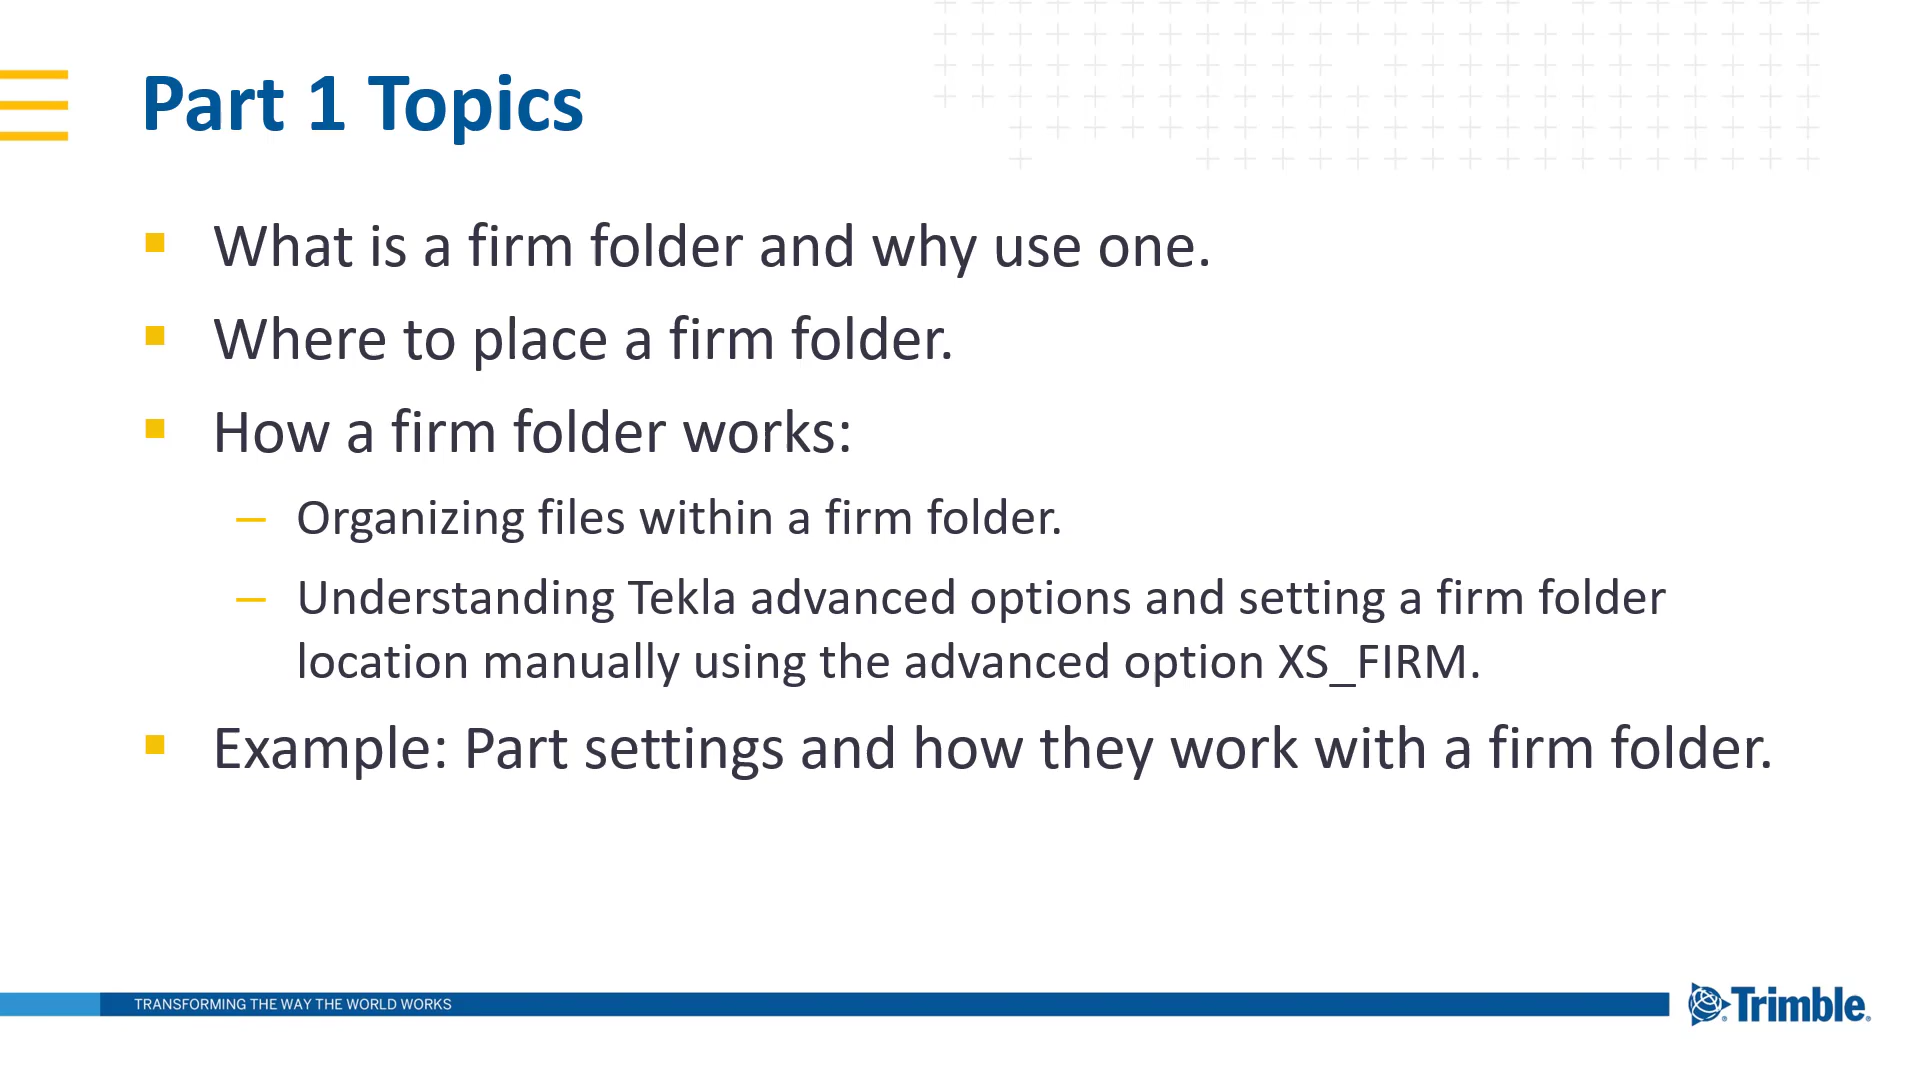 Part 1 Topics
What is a firm folder and why use one.
Where to place a firm folder.
How a firm folder works:
– Organizing files within a firm folder.
– Understanding Tekla advanced options and setting a firm folder
location manually using the advanced option XS_FIRM.
Example: Part settings and how they work with a firm folder.
TRANSFORMING THE WAY THE WORLD WORKS
Trimble